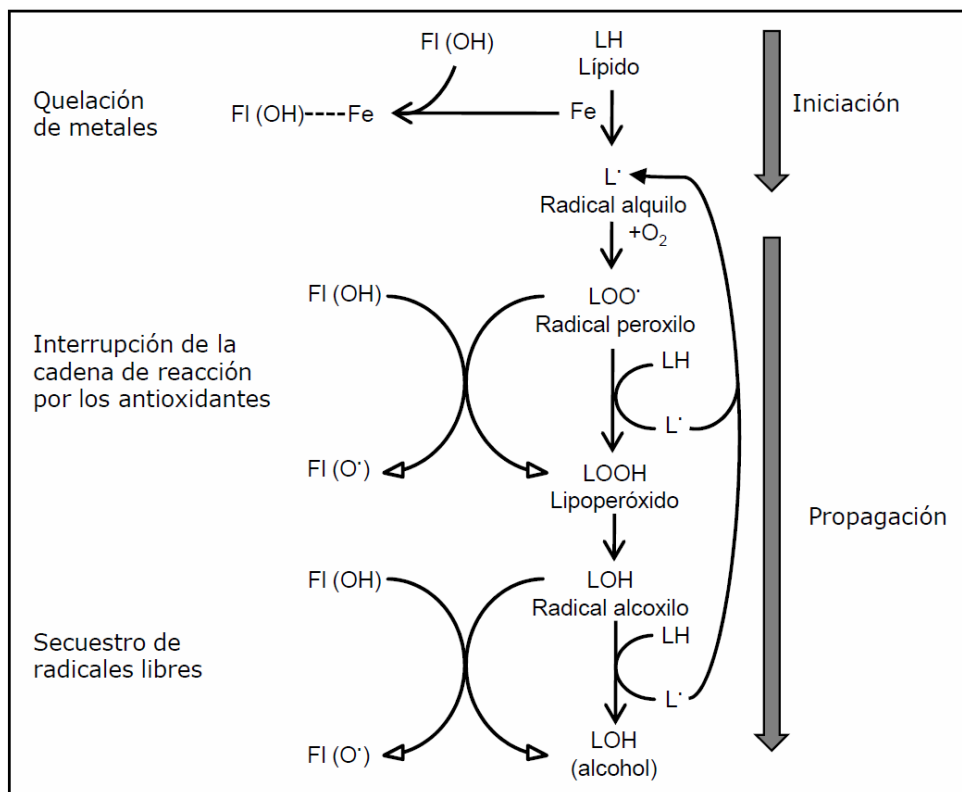 Quelación
de metales
Fl (OH)
Fl (OH)----Fe
LH
Lípido
Fe
Iniciación
L·
Radical alquilo
+O₂
Interrupción de la
cadena de reacción
por los antioxidantes
Fl (OH)
LOO·
Radical peroxilo
LH
L·
Fl (O·)
LOOH
Lipoperóxido
Propagación
Secuestro de
radicales libres
Fl (OH)
LOH
Radical alcoxilo
LH
L·
Fl (O·)
LOH
(alcohol)